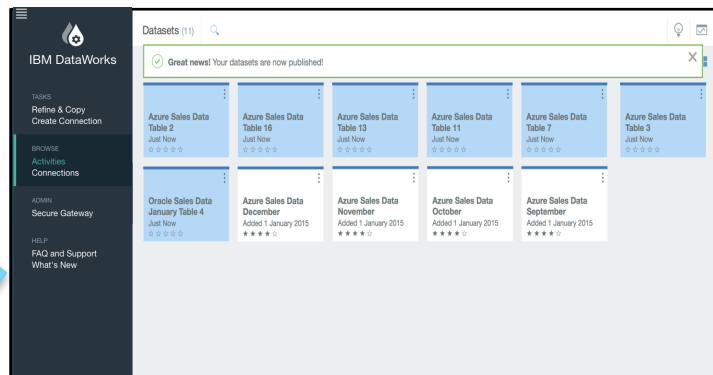 IBM DataWorks
TASKS
Refine & Copy
Create Connection
BROWSE
Activities
Connections
ADMIN
Secure Gateway
HELP
FAQ and Support
What's New
Datasets (11)
Great news! Your datasets are now published!
X
Azure Sales Data
Table 2
Just Now
Azure Sales Data
Table 16
Just Now
Azure Sales Data
Table 13
Just Now
Azure Sales Data
Table 11
Just Now
Azure Sales Data
Table 7
Just Now
Azure Sales Data
Table 3
Just Now
Oracle Sales Data
January Table 4
Just Now
Azure Sales Data
December
Added 1 January 2015
Azure Sales Data
November
Added 1 January 2015
Azure Sales Data
October
Added 1 January 2015
Azure Sales Data
September
Added 1 January 2015